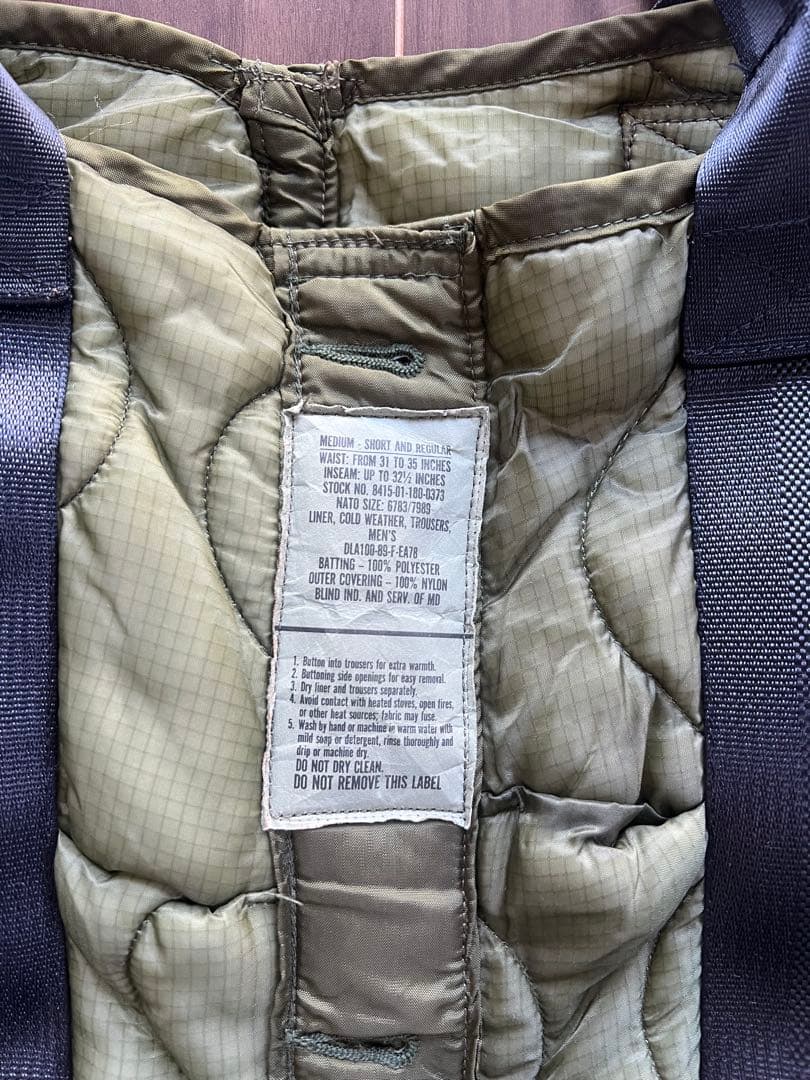 MEDIUM - SHORT AND REGULAR
WAIST: FROM 31 TO 35 INCHES
INSEAM: UP TO 32½ INCHES
STOCK NO. 8415-01-180-0373
NATO SIZE: 6783/7989
LINER, COLD WEATHER, TROUSERS,
MEN'S
DLA100-89-F-EA78
BATTING – 100% POLYESTER
OUTER COVERING – 100% NYLON
BLIND IND. AND SERV. OF MD
1. Button into trousers for extra warmth.
2. Buttoning side openings for easy removal.
3. Dry liner and trousers separately.
4. Avoid contact with heated stoves, open fires,
or other heat sources; fabric may fuse.
5. Wash by hand or machine in warm water with
mild soap or detergent, rinse thoroughly and
drip or machine dry.
DO NOT DRY CLEAN.
DO NOT REMOVE THIS LABEL